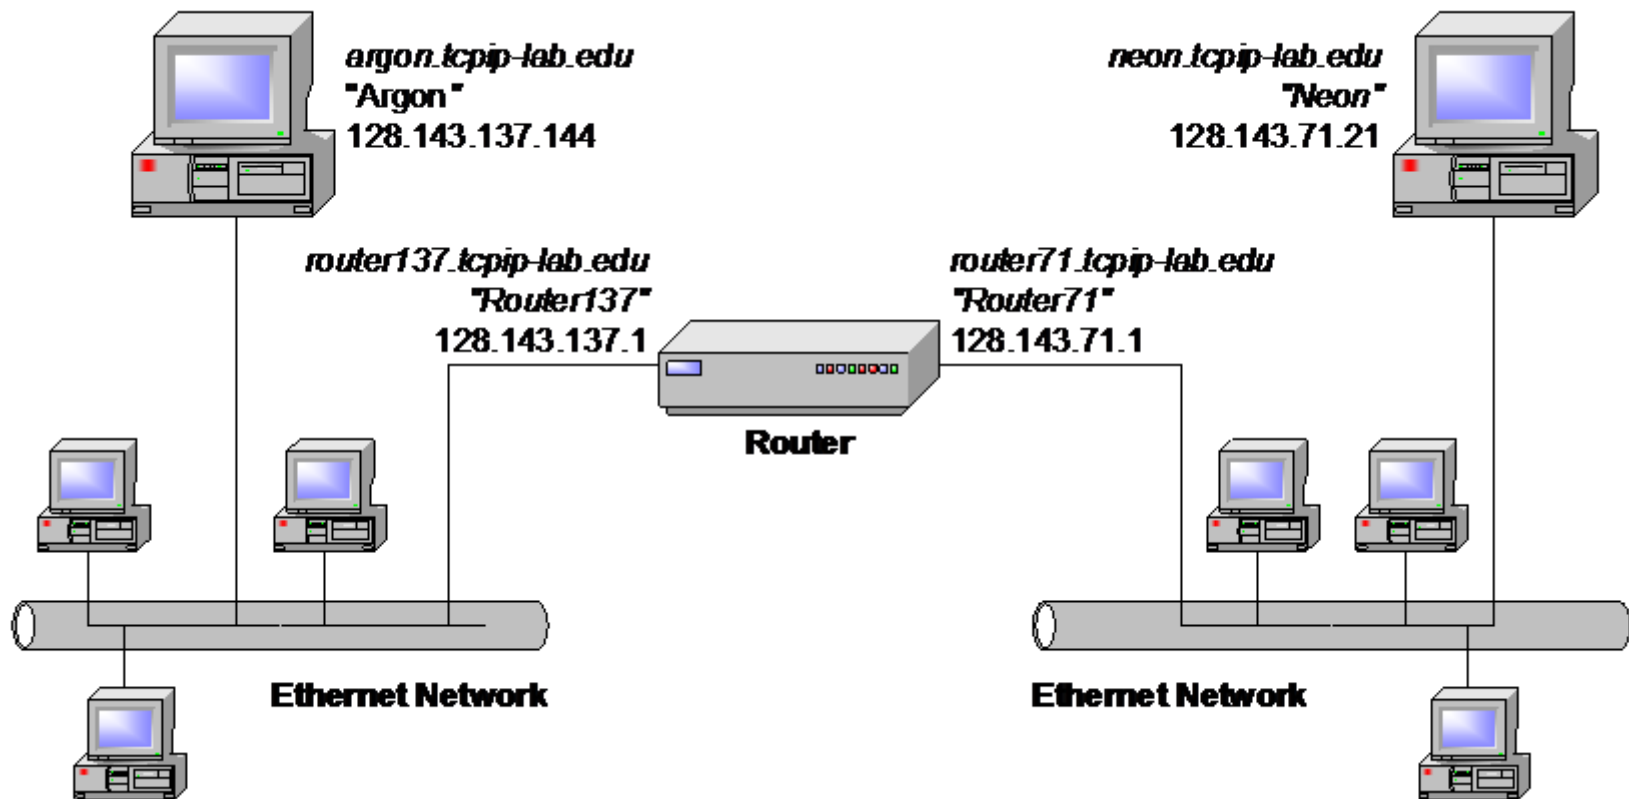 argon.tcpip-lab.edu
"Argon"
128.143.137.144
neon.tcpip-lab.edu
"Neon"
128.143.71.21
router137.tcpip-lab.edu
"Router137"
128.143.137.1
router71.tcpip-lab.edu
"Router71"
128.143.71.1
Router
Ethernet Network
Ethernet Network